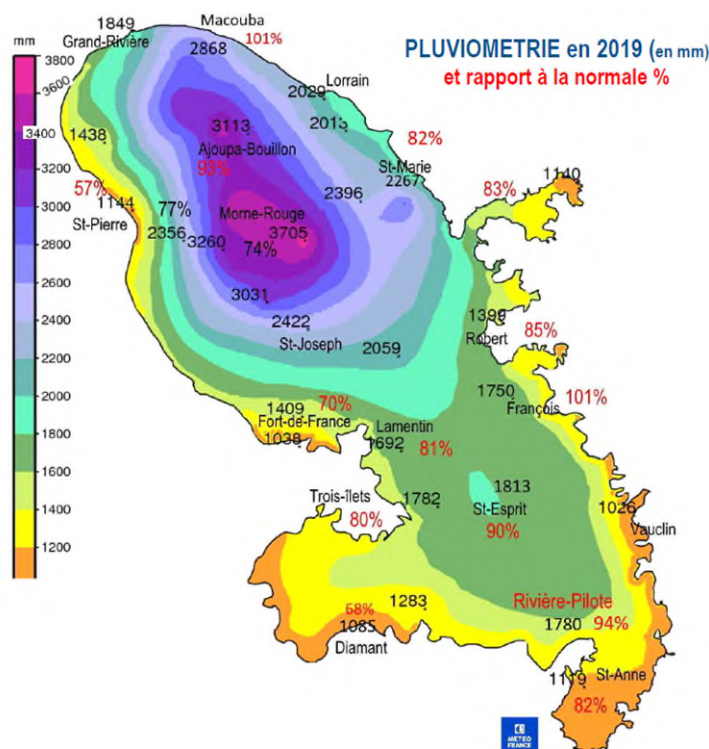 PLUVIOMETRIE en 2019 (en mm)
et rapport à la normale %
mm
3800
3600
3400
3200
3000
2800
2600
2400
2200
2000
1800
1600
1400
1200
1849
Macouba
Grand-Rivière
2868
101%
Lorrain
2029
2013
1438
3113
Ajoupa-Bouillon
93%
82%
St-Marie
2267
57%
1144
St-Pierre
77%
2356
3260
Morne-Rouge
3705
74%
2396
83%
1140
3031
2422
St-Joseph
2059
1399
Robert
85%
1750
François
101%
1409
70%
Fort-de-France
1038
Lamentin
1692
81%
Trois-îlets
80%
1782
1813
St-Esprit
90%
1026
Vauclin
68%
1283
1085
Diamant
Rivière-Pilote
1780
94%
1119
St-Anne
82%
METEO
FRANCE